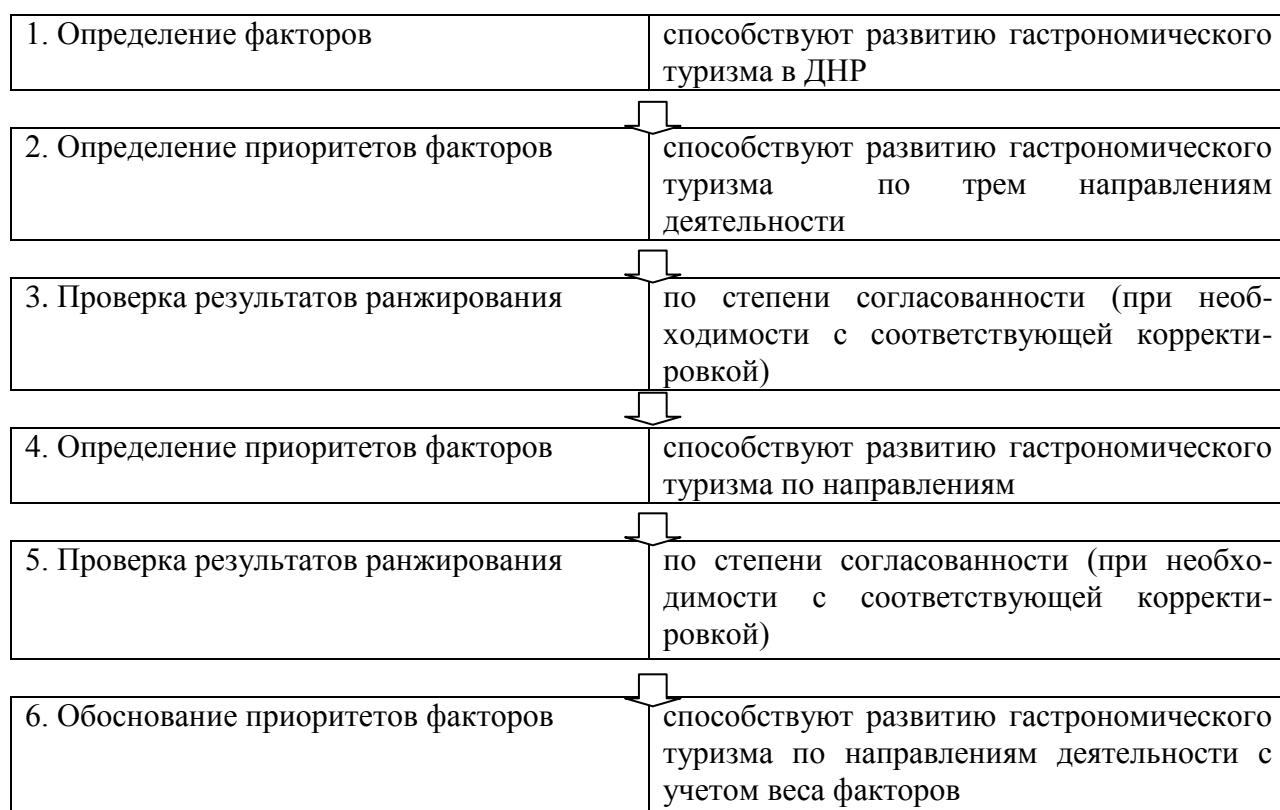 1. Определение факторов
способствуют развитию гастрономического
туризма в ДНР
2. Определение приоритетов факторов
способствуют развитию гастрономического
туризма по трем направлениям
деятельности
3. Проверка результатов ранжирования
по степени согласованности (при необ-
ходимости с соответствующей корректи-
ровкой)
4. Определение приоритетов факторов
способствуют развитию гастрономического
туризма по направлениям
5. Проверка результатов ранжирования
по степени согласованности (при необхо-
димости с соответствующей корректи-
ровкой)
6. Обоснование приоритетов факторов
способствуют развитию гастрономического
туризма по направлениям деятельности с
учетом веса факторов